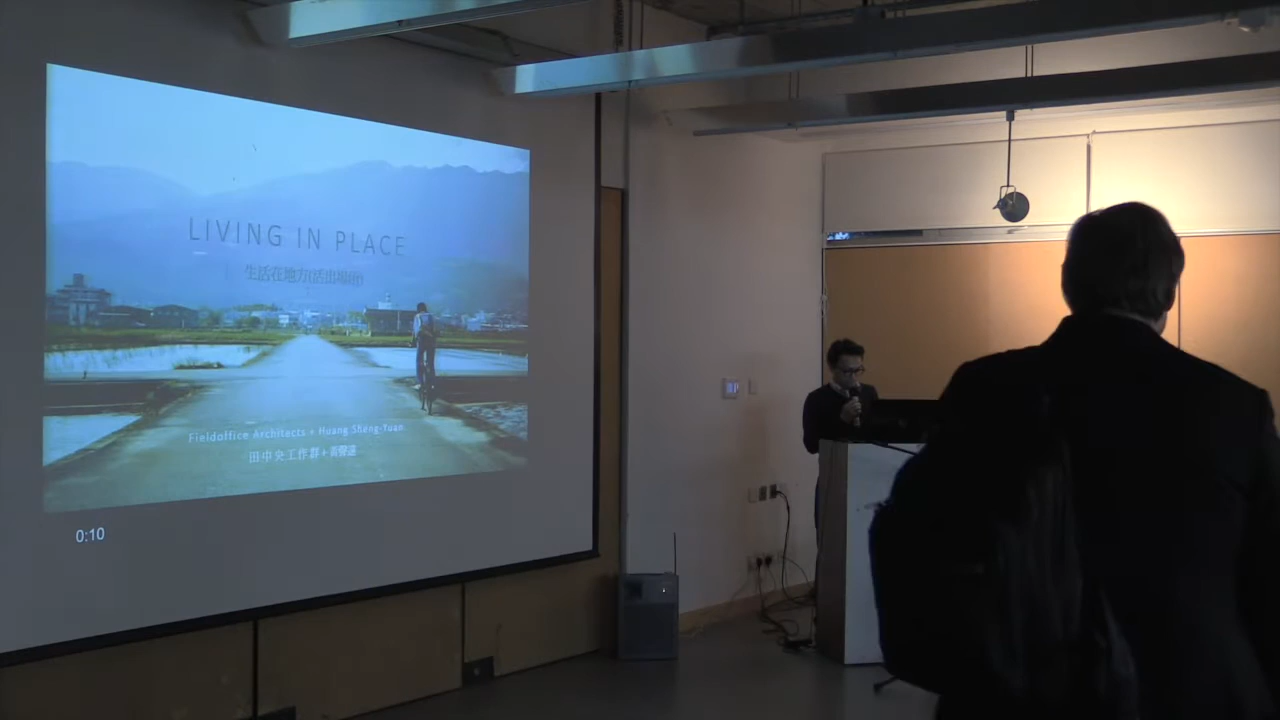 LIVING IN PLACE
生活在地方(活出場所)
Fieldoffice Architects + Huang Sheng-Yuan
田中央工作群+黃聲遠
0:10